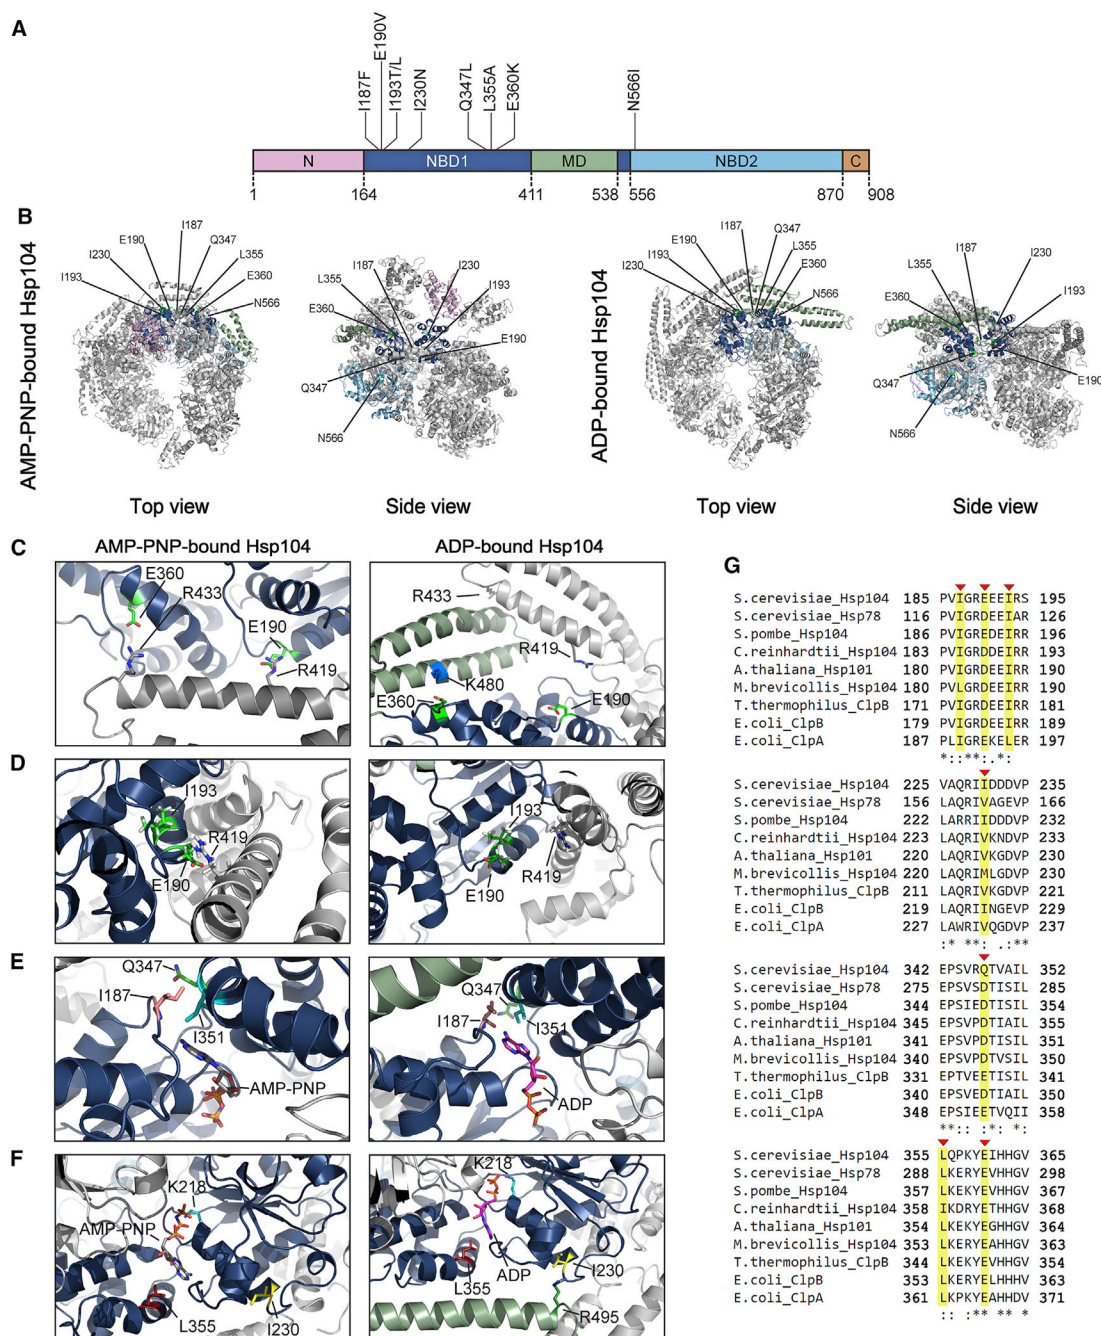 A
I187F
E190V
I193T/L
I230N
Q347L
L355A
E360K
N566I
N NBD1 MD NBD2 C
1 164 411 538 556 870 908
B
AMP-PNP-bound Hsp104
I187
E190 Q347
I230 L355
I193 E360
N566
Top view
I187 I230
L355
I193
E360
E190
Q347
N566
Side view
ADP-bound Hsp104
I187 Q347
E190 L355
I230 E360
I193 N566
Top view
I187
L355 I230
E360 I193
Q347 E190
N566
Side view
C
AMP-PNP-bound Hsp104 ADP-bound Hsp104
E360
R433
E190
R419
R433
R419
K480
E360 E190
D
I193
R419
E190
I193
E190 R419
E
Q347
I187
I351
AMP-PNP
Q347
I187
I351
ADP
F
K218
AMP-PNP
L355 I230
K218
ADP I230
L355
R495
G
S.cerevisiae_Hsp104 185 PVIGREEEIRS 195
S.cerevisiae_Hsp78 116 PVIGRDEEIAR 126
S.pombe_Hsp104 186 PVIGREDEIRR 196
C.reinhardtii_Hsp104 183 PVIGRDDEIRR 193
A.thaliana_Hsp101 180 PVIGRDEEIRR 190
M.brevicollis_Hsp104 180 PVLGRDEEIRR 190
T.thermophilus_ClpB 171 PVIGRDEEIRR 181
E.coli_ClpB 179 PVIGRDEEIRR 189
E.coli_ClpA 187 PLIGREKELER 197
*::**:.*:
S.cerevisiae_Hsp104 225 VAQRIIDDDVP 235
S.cerevisiae_Hsp78 156 LAQRIVAGEVP 166
S.pombe_Hsp104 222 LARRIIDDDVP 232
C.reinhardtii_Hsp104 223 LAQRIVKNDVP 233
A.thaliana_Hsp101 220 LAQRIVKGDVP 230
M.brevicollis_Hsp104 220 LAQRIMLGDVP 230
T.thermophilus_ClpB 211 LAQRIVKGDVP 221
E.coli_ClpB 219 LAQRIINGEVP 229
E.coli_ClpA 227 LAWRIVQGDVP 237
:* **: .:**
S.cerevisiae_Hsp104 342 EPSVRQTVAIL 352
S.cerevisiae_Hsp78 275 EPSVSDTISIL 285
S.pombe_Hsp104 344 EPSIEDTISIL 354
C.reinhardtii_Hsp104 345 EPSVPDTIAIL 355
A.thaliana_Hsp101 341 EPSVPDTISIL 351
M.brevicollis_Hsp104 340 EPSVPDTVSIL 350
T.thermophilus_ClpB 331 EPTVEETISIL 341
E.coli_ClpB 340 EPSVEDTIAIL 350
E.coli_ClpA 348 EPSIEETVQII 358
**:: :*: *:
S.cerevisiae_Hsp104 355 LQPKYEIHHGV 365
S.cerevisiae_Hsp78 288 LKERYEVHHGV 298
S.pombe_Hsp104 357 LKEKYEVHHGV 367
C.reinhardtii_Hsp104 358 IKDRYETHHGV 368
A.thaliana_Hsp101 354 LKEKYEGHHGV 364
M.brevicollis_Hsp104 353 LKERYEAHHGV 363
T.thermophilus_ClpB 344 LKERYEVHHGV 354
E.coli_ClpB 353 LKERYELHHHV 363
E.coli_ClpA 361 LKPKYEAHHDV 371
:: :** ** *